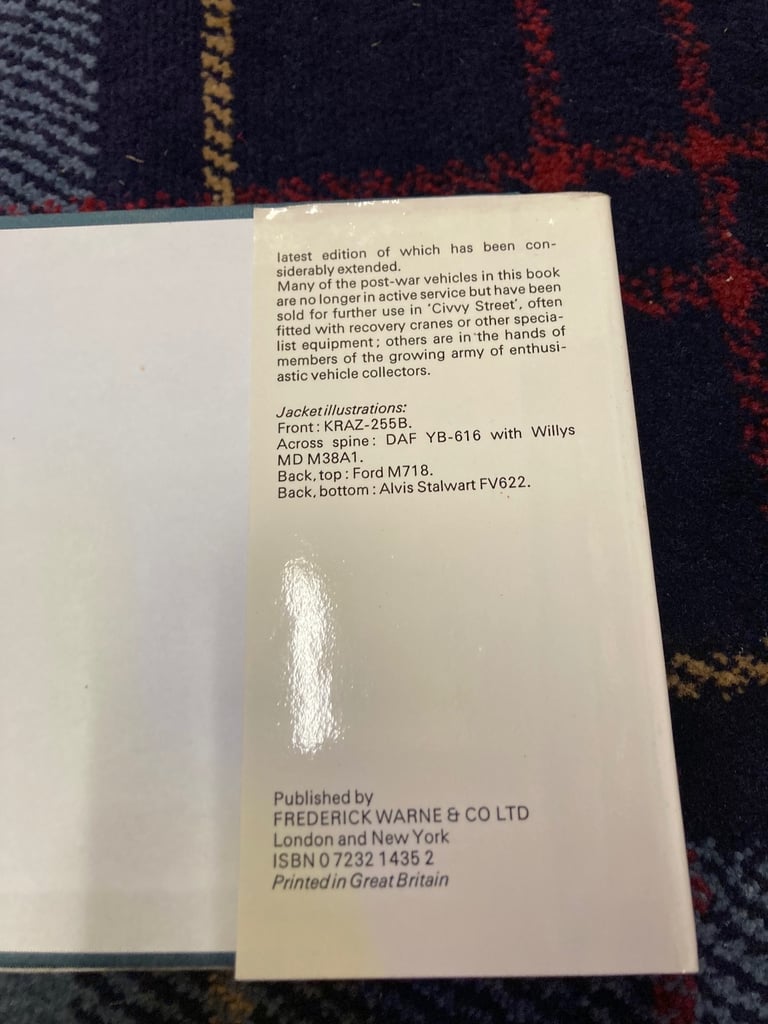 latest edition of which has been con-
siderably extended.
Many of the post-war vehicles in this book
are no longer in active service but have been
sold for further use in 'Civvy Street', often
fitted with recovery cranes or other specia-
list equipment; others are in the hands of
members of the growing army of enthusi-
astic vehicle collectors.
Jacket illustrations:
Front: KRAZ-255B.
Across spine: DAF YB-616 with Willys
MD M38A1.
Back, top: Ford M718.
Back, bottom: Alvis Stalwart FV622.
Published by
FREDERICK WARNE & CO LTD
London and New York
ISBN 0 7232 1435 2
Printed in Great Britain